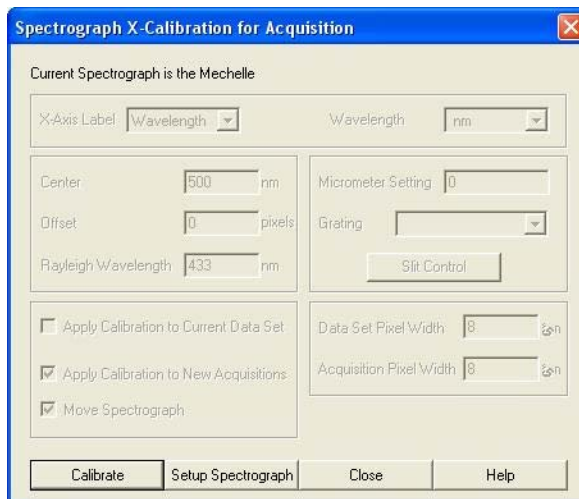 Spectrograph X-Calibration for Acquisition
Current Spectrograph is the Mechelle
X-Axis Label Wavelength Wavelength nm
Center 500 nm
Offset 0 pixels
Rayleigh Wavelength 433 nm
Micrometer Setting 0
Grating
Slit Control
Apply Calibration to Current Data Set
Apply Calibration to New Acquisitions
Move Spectrograph
Data Set Pixel Width 8
Acquisition Pixel Width 8
Calibrate Setup Spectrograph Close Help